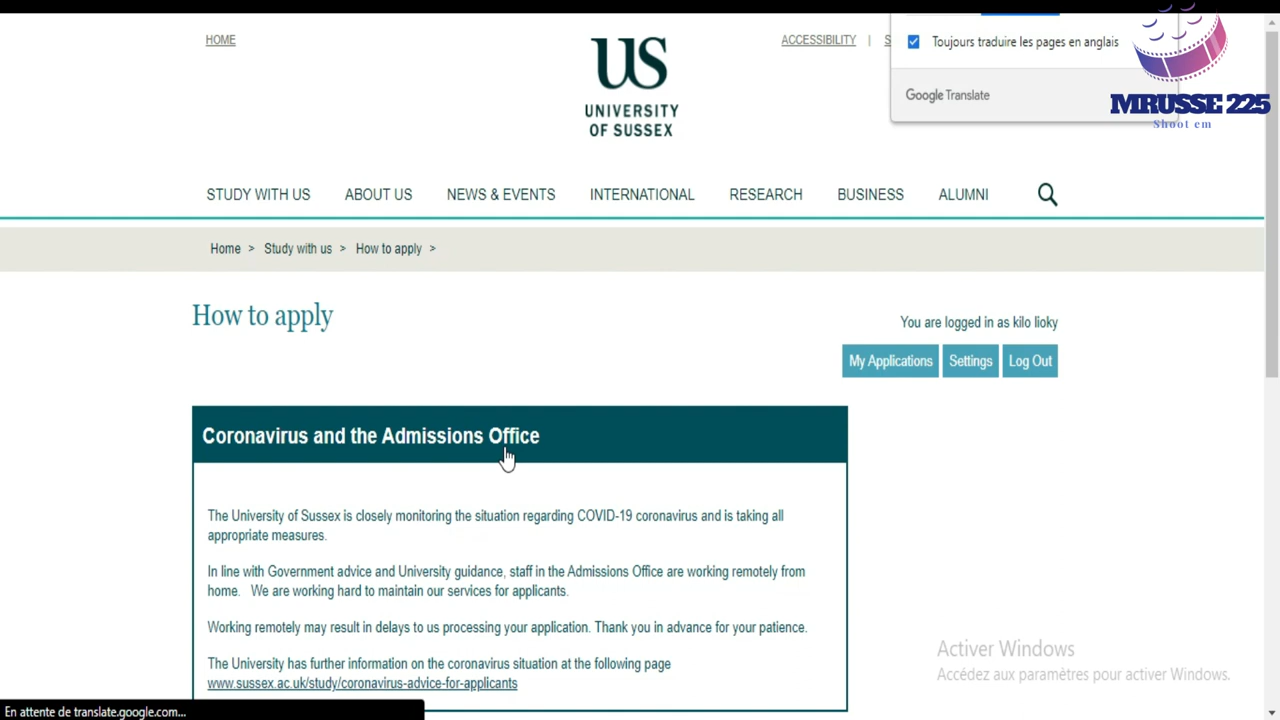 HOME
US
UNIVERSITY
OF SUSSEX
ACCESSIBILITY |
Toujours traduire les pages en anglais
Google Translate
MRUSSE 225
Shoot em
STUDY WITH US ABOUT US NEWS & EVENTS INTERNATIONAL RESEARCH BUSINESS ALUMNI
Home > Study with us > How to apply >
How to apply
You are logged in as kilo lioky
My Applications Settings Log Out
Coronavirus and the Admissions Office
The University of Sussex is closely monitoring the situation regarding COVID-19 coronavirus and is taking all
appropriate measures.
In line with Government advice and University guidance, staff in the Admissions Office are working remotely from
home. We are working hard to maintain our services for applicants.
Working remotely may result in delays to us processing your application. Thank you in advance for your patience.
The University has further information on the coronavirus situation at the following page
www.sussex.ac.uk/study/coronavirus-advice-for-applicants
Activer Windows
Accédez aux paramètres pour activer Windows.
En attente de translate.google.com...